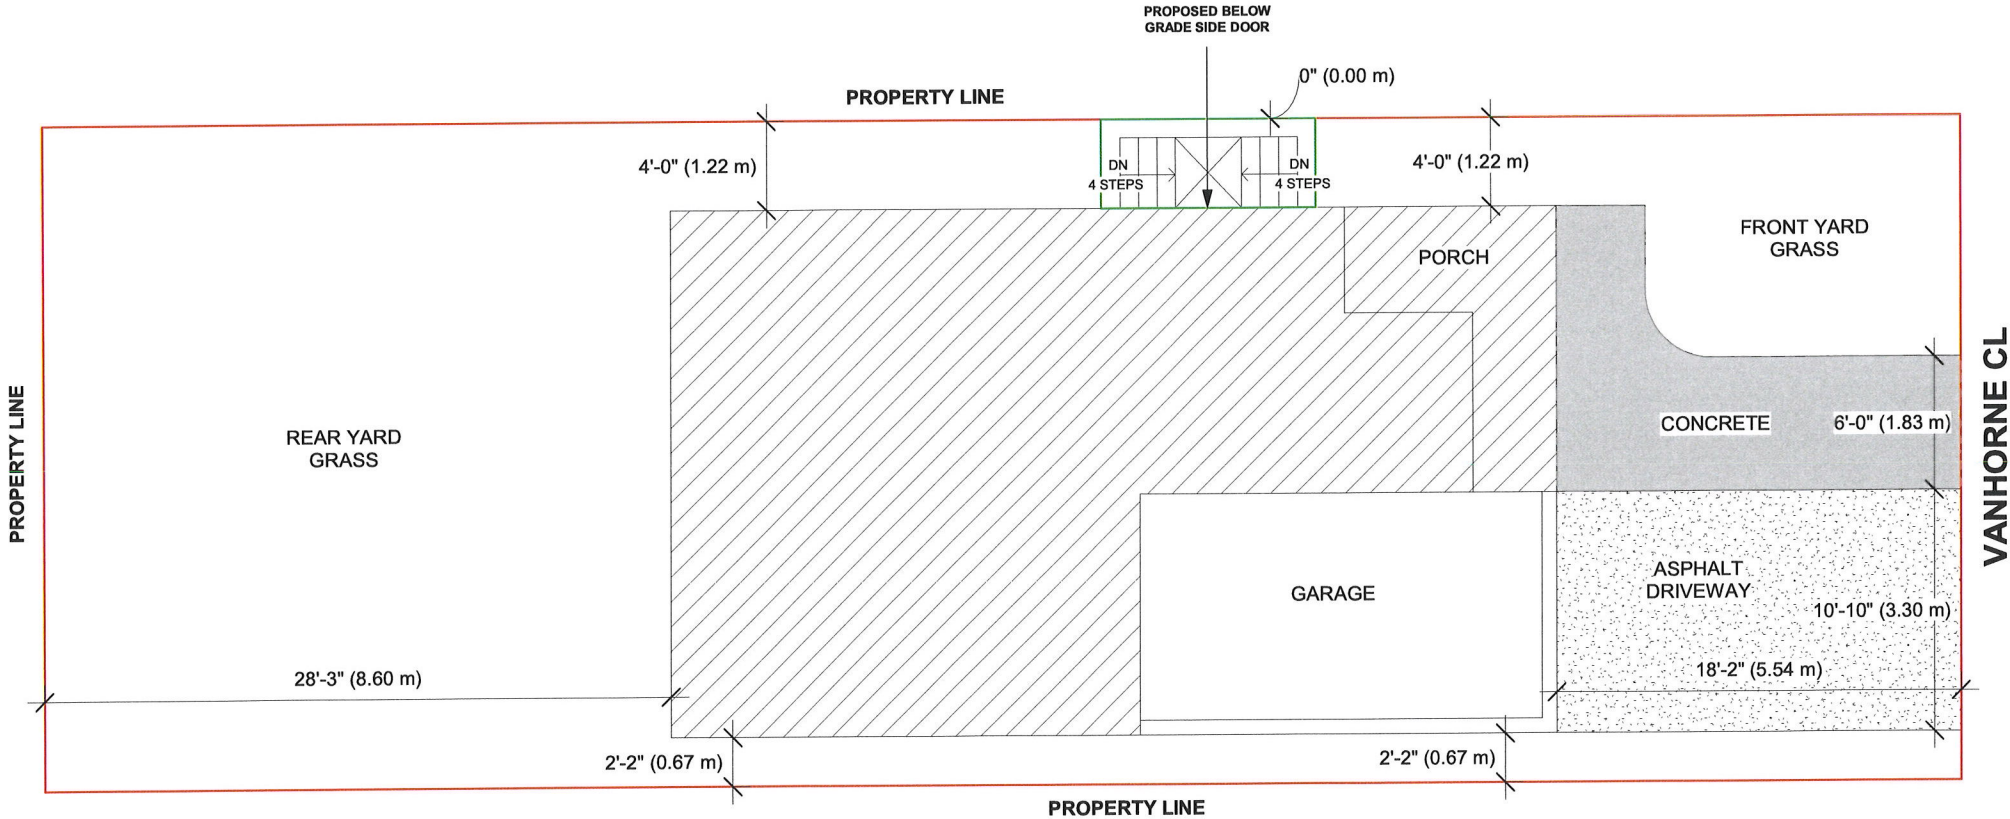 PROPOSED BELOW
GRADE SIDE DOOR
0" (0.00 m)
PROPERTY LINE
4'-0" (1.22 m)
DN
4 STEPS
DN
4 STEPS
4'-0" (1.22 m)
FRONT YARD
GRASS
PORCH
PROPERTY LINE
REAR YARD
GRASS
CONCRETE
6'-0" (1.83 m)
VANHORNE CL
GARAGE
ASPHALT
DRIVEWAY
10'-10" (3.30 m)
28'-3" (8.60 m)
18'-2" (5.54 m)
2'-2" (0.67 m)
2'-2" (0.67 m)
PROPERTY LINE